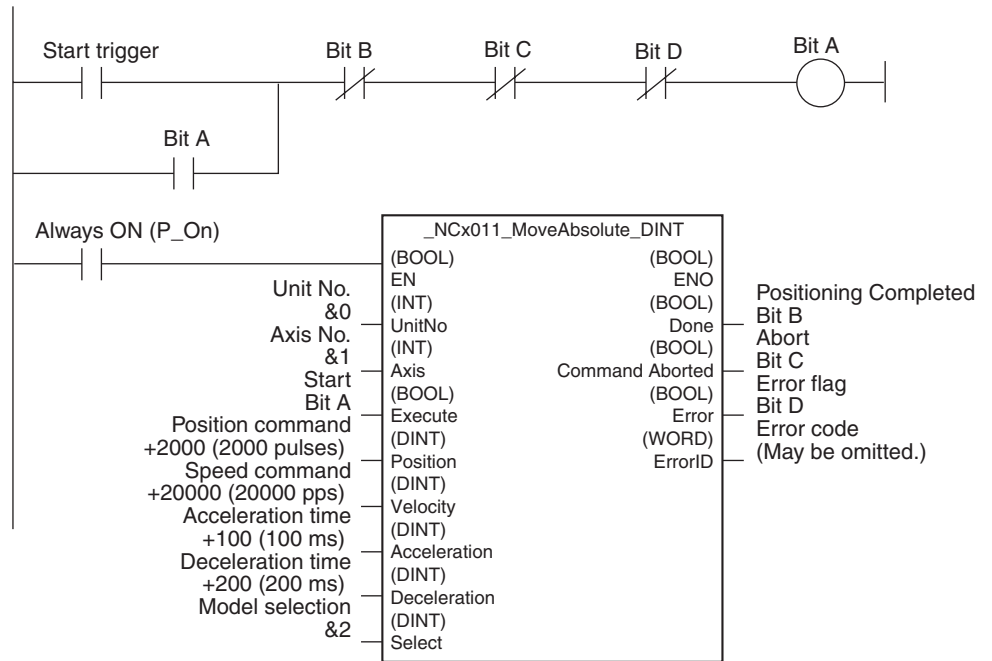 Start trigger
Bit B
Bit C
Bit D
Bit A
Bit A
Always ON (P_On)
_NCx011_MoveAbsolute_DINT
(BOOL)
EN
(BOOL)
ENO
Unit No.
&0
(INT)
UnitNo
(BOOL)
Done
Positioning Completed
Bit B
Axis No.
&1
(INT)
Axis
(BOOL)
Command Aborted
Abort
Bit C
Start
Bit A
(BOOL)
Execute
(BOOL)
Error
Error flag
Bit D
Position command
+2000 (2000 pulses)
(DINT)
Position
(WORD)
ErrorID
Error code
(May be omitted.)
Speed command
+20000 (20000 pps)
(DINT)
Velocity
Acceleration time
+100 (100 ms)
(DINT)
Acceleration
Deceleration time
+200 (200 ms)
(DINT)
Deceleration
Model selection
&2
(DINT)
Select